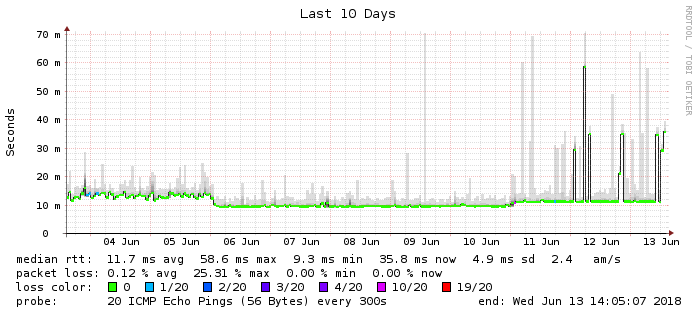 Last 10 Days
RRDTOOL / TOBI OETIKER
Seconds
70 m
60 m
50 m
40 m
30 m
20 m
10 m
0
04 Jun 05 Jun 06 Jun 07 Jun 08 Jun 09 Jun 10 Jun 11 Jun 12 Jun 13 Jun
median rtt: 11.7 ms avg 58.6 ms max 9.3 ms min 35.8 ms now 4.9 ms sd 2.4 am/s
packet loss: 0.12 % avg 25.31 % max 0.00 % min 0.00 % now
loss color: 0 1/20 2/20 3/20 4/20 10/20 19/20
probe: 20 ICMP Echo Pings (56 Bytes) every 300s end: Wed Jun 13 14:05:07 2018